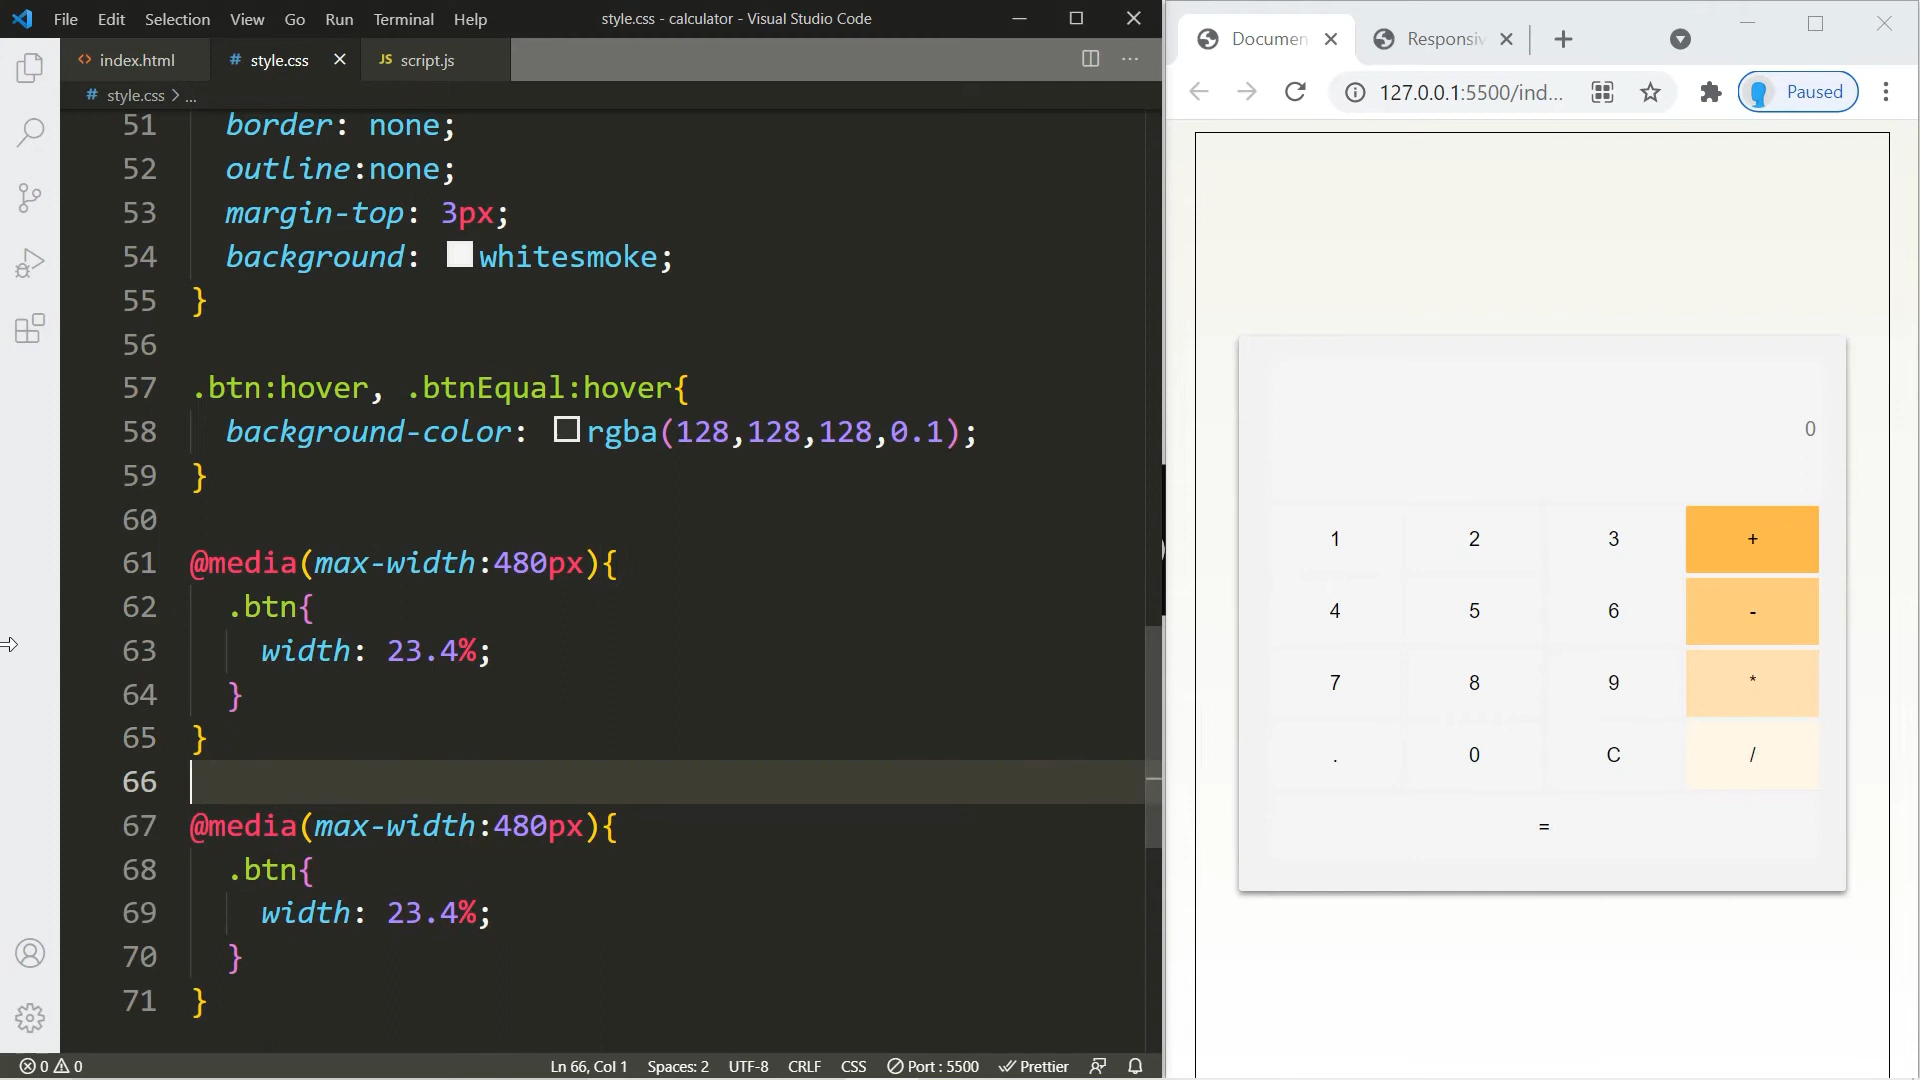 File Edit Selection View Go Run Terminal Help style.css - calculator - Visual Studio Code
index.html style.css JS script.js
# style.css > ...
51 border: none;
52 outline:none;
53 margin-top: 3px;
54 background: whitesmoke;
55 }
56
57 .btn:hover, .btnEqual:hover{
58 background-color: rgba(128,128,128,0.1);
59 }
60
61 @media(max-width:480px){
62 .btn{
63 width: 23.4%;
64 }
65 }
66
67 @media(max-width:480px){
68 .btn{
69 width: 23.4%;
70 }
71 }
0 0 Ln 66, Col 1 Spaces: 2 UTF-8 CRLF CSS Port : 5500 Prettier
Documen Responsiv
127.0.0.1:5500/ind... Paused
0
1 2 3 +
4 5 6 -
7 8 9 *
. 0 C /
=